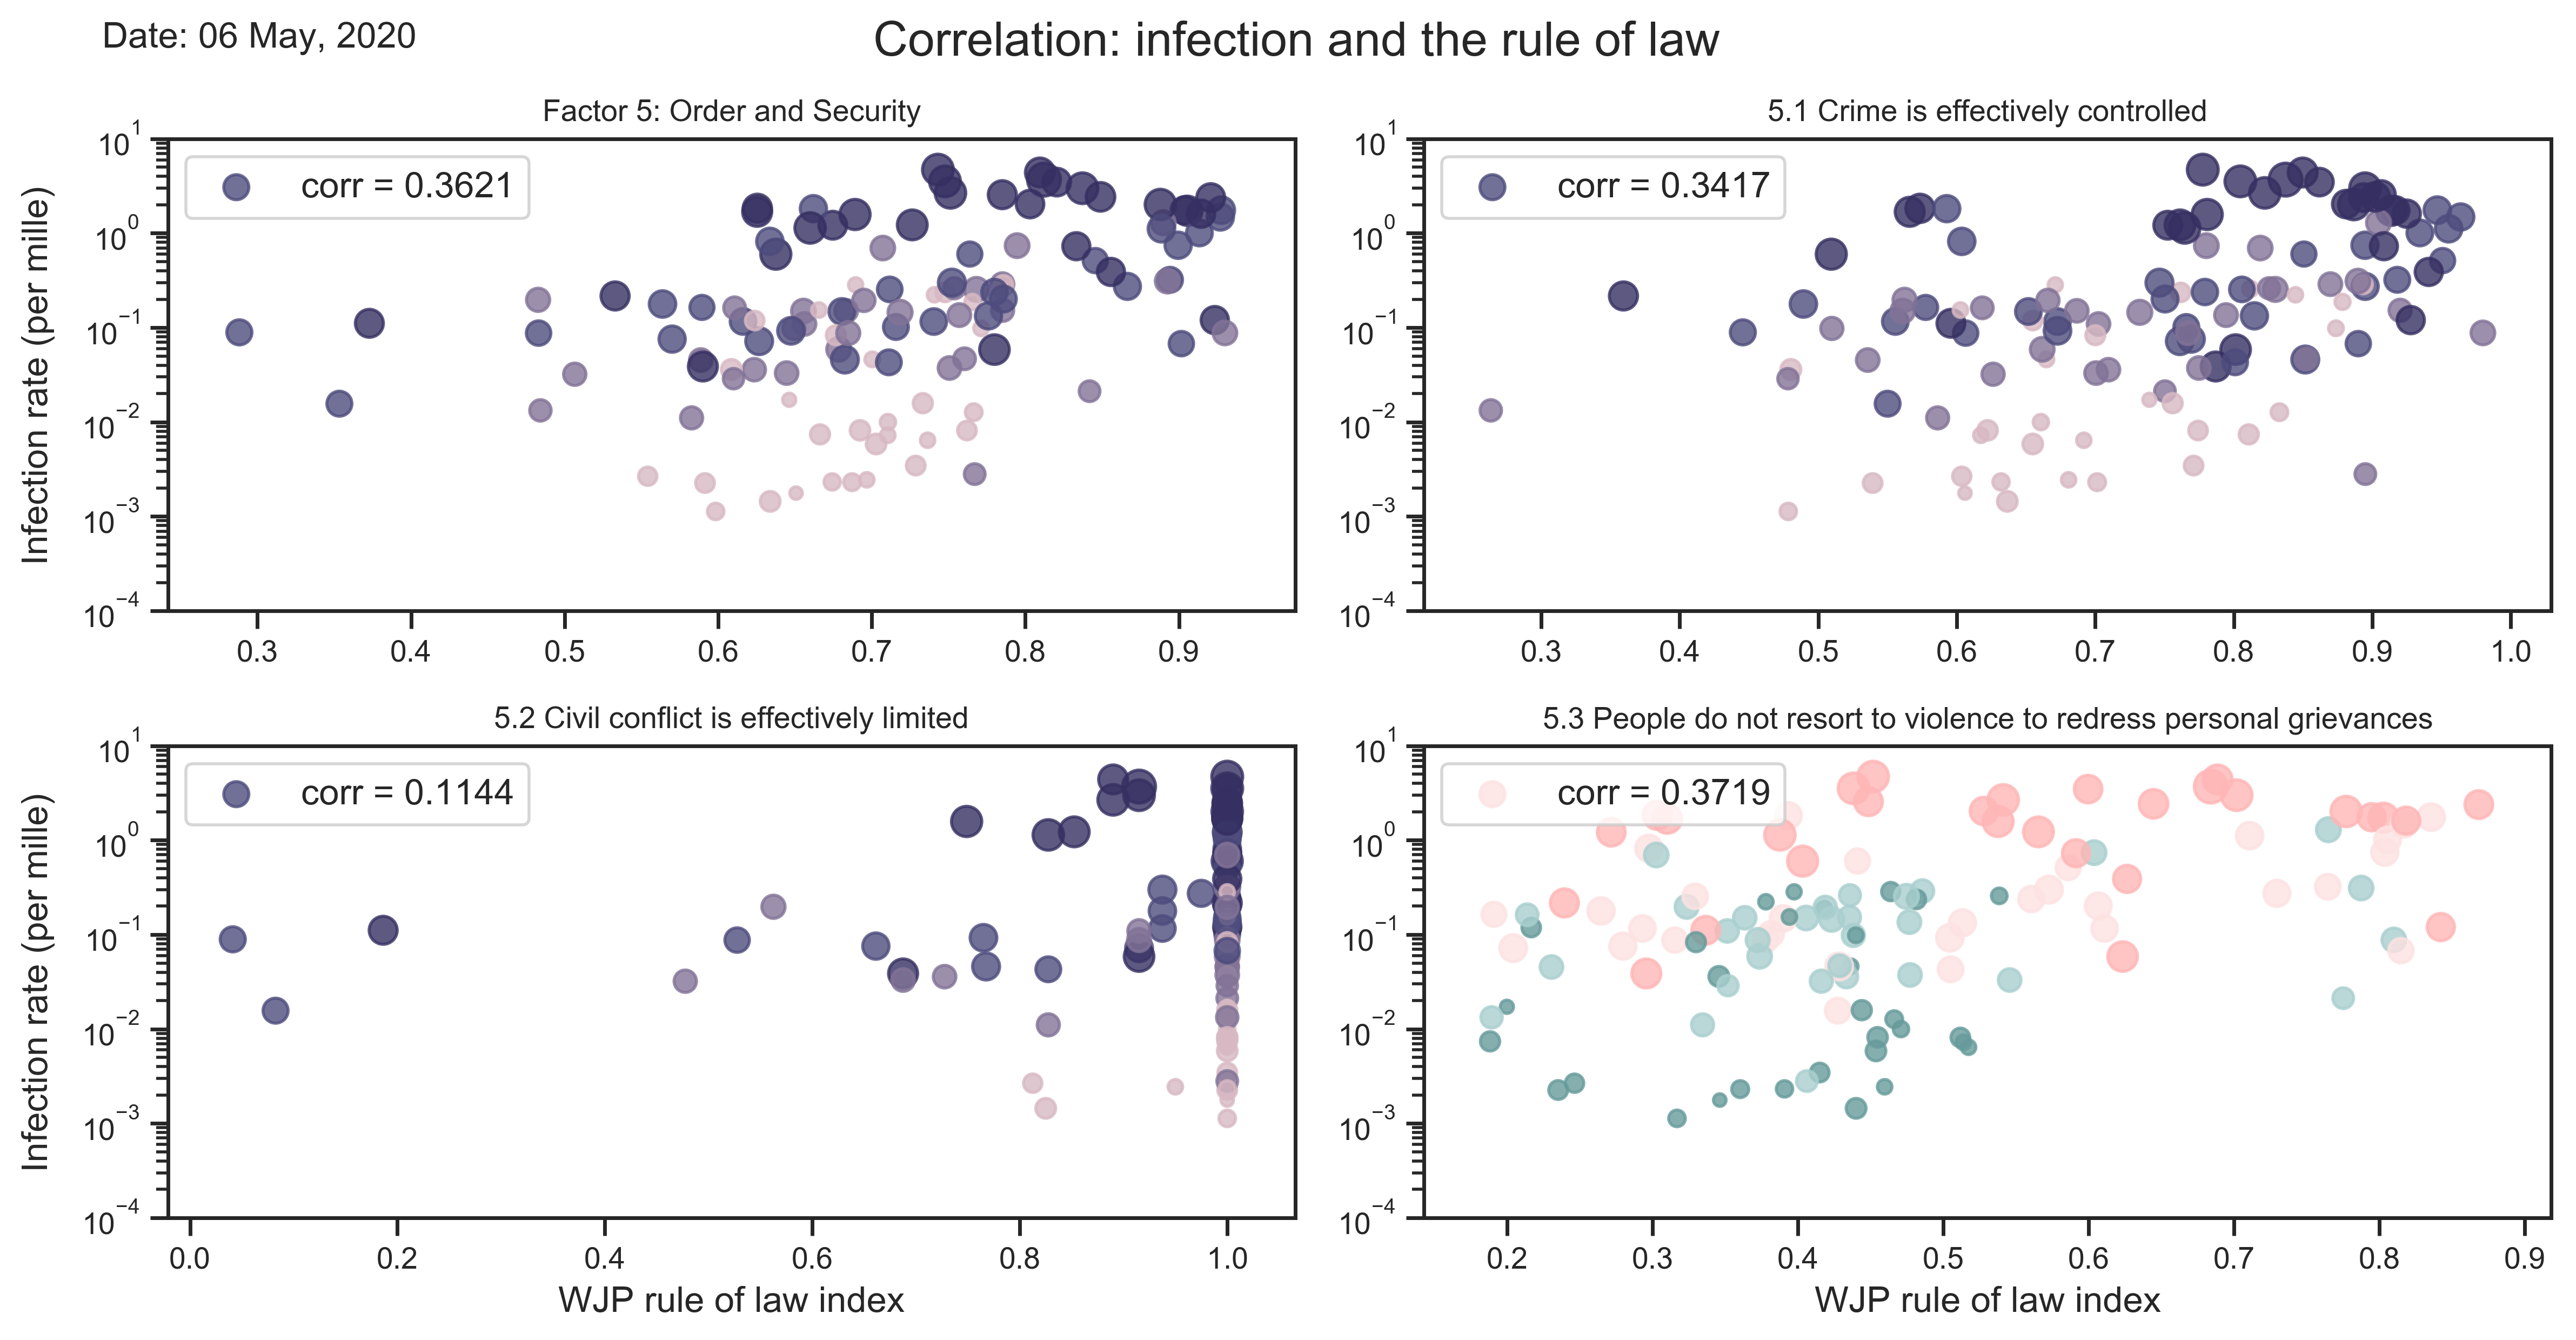 Date: 06 May, 2020
Correlation: infection and the rule of law
Factor 5: Order and Security
Infection rate (per mille)
10^1
10^0
10^−1
10^−2
10^−3
10^−4
corr = 0.3621
0.3 0.4 0.5 0.6 0.7 0.8 0.9
5.1 Crime is effectively controlled
10^1
10^0
10^−1
10^−2
10^−3
10^−4
corr = 0.3417
0.3 0.4 0.5 0.6 0.7 0.8 0.9 1.0
5.2 Civil conflict is effectively limited
Infection rate (per mille)
10^1
10^0
10^−1
10^−2
10^−3
10^−4
corr = 0.1144
0.0 0.2 0.4 0.6 0.8 1.0
WJP rule of law index
5.3 People do not resort to violence to redress personal grievances
10^1
10^0
10^−1
10^−2
10^−3
10^−4
corr = 0.3719
0.2 0.3 0.4 0.5 0.6 0.7 0.8 0.9
WJP rule of law index